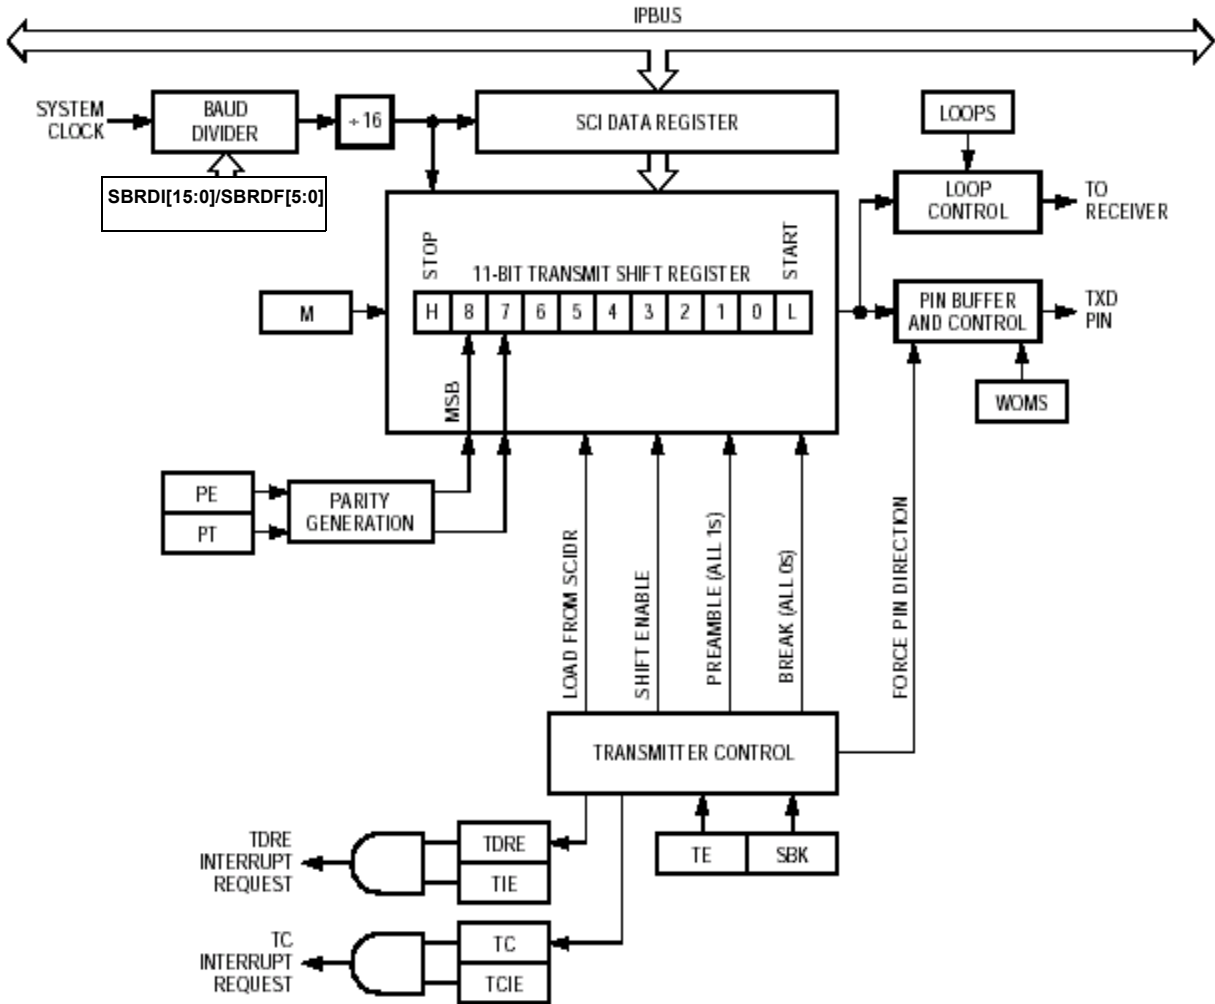 IPBUS
SYSTEM
CLOCK
BAUD
DIVIDER
÷ 16
SCI DATA REGISTER
LOOPS
SBRDI[15:0]/SBRDF[5:0]
LOOP
CONTROL
TO
RECEIVER
STOP
11-BIT TRANSMIT SHIFT REGISTER
START
M
H 8 7 6 5 4 3 2 1 0 L
PIN BUFFER
AND CONTROL
TXD
PIN
MSB
WOMS
PE
PT
PARITY
GENERATION
LOAD FROM SCIDR
SHIFT ENABLE
PREAMBLE (ALL 1s)
BREAK (ALL 0s)
FORCE PIN DIRECTION
TRANSMITTER CONTROL
TDRE
INTERRUPT
REQUEST
TDRE
TIE
TE
SBK
TC
INTERRUPT
REQUEST
TC
TCIE